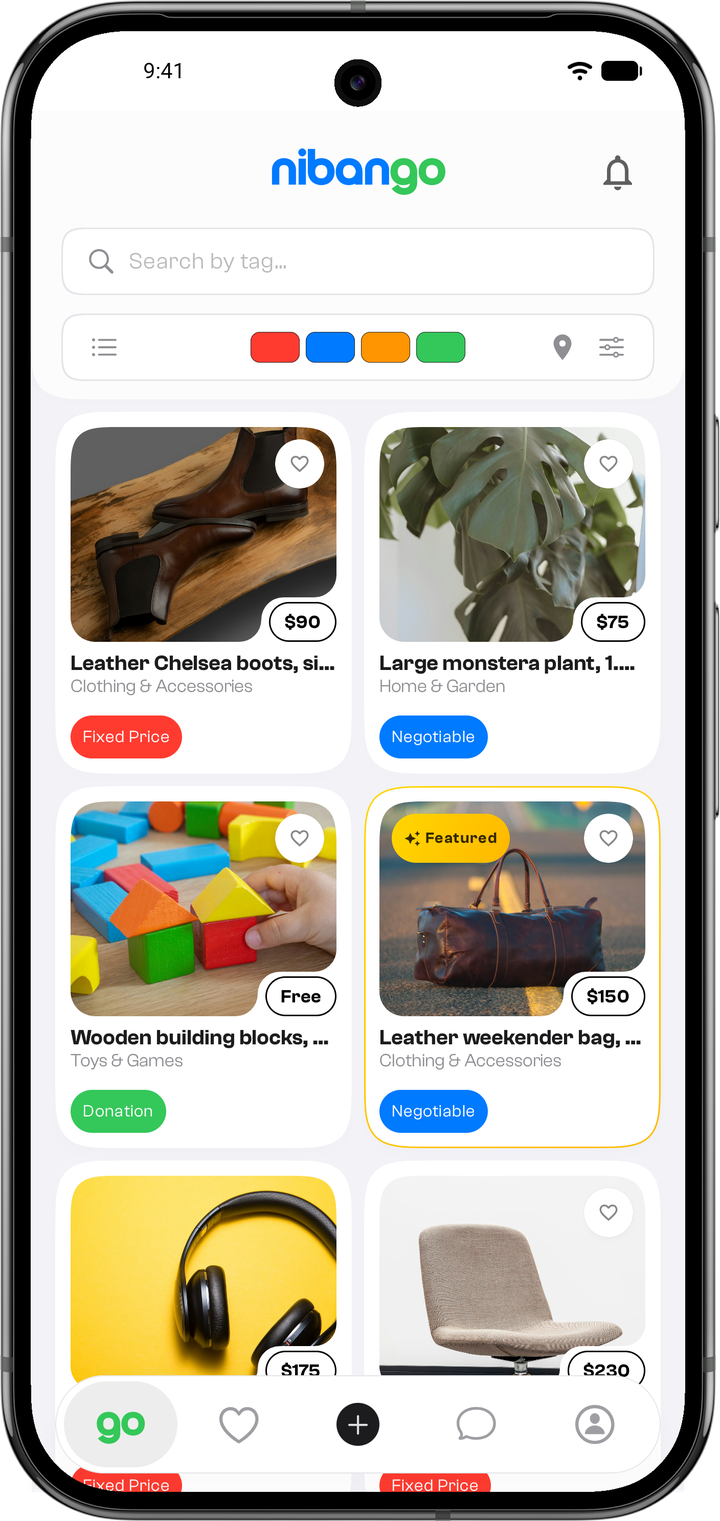 9:41
nibango
Search by tag...
$90
$75
Leather Chelsea boots, si...
Large monstera plant, 1....
Clothing & Accessories
Home & Garden
Fixed Price
Negotiable
Featured
Free
$150
Wooden building blocks, ...
Leather weekender bag, ...
Toys & Games
Clothing & Accessories
Donation
Negotiable
$175
$230
go
Fixed Price
Fixed Price